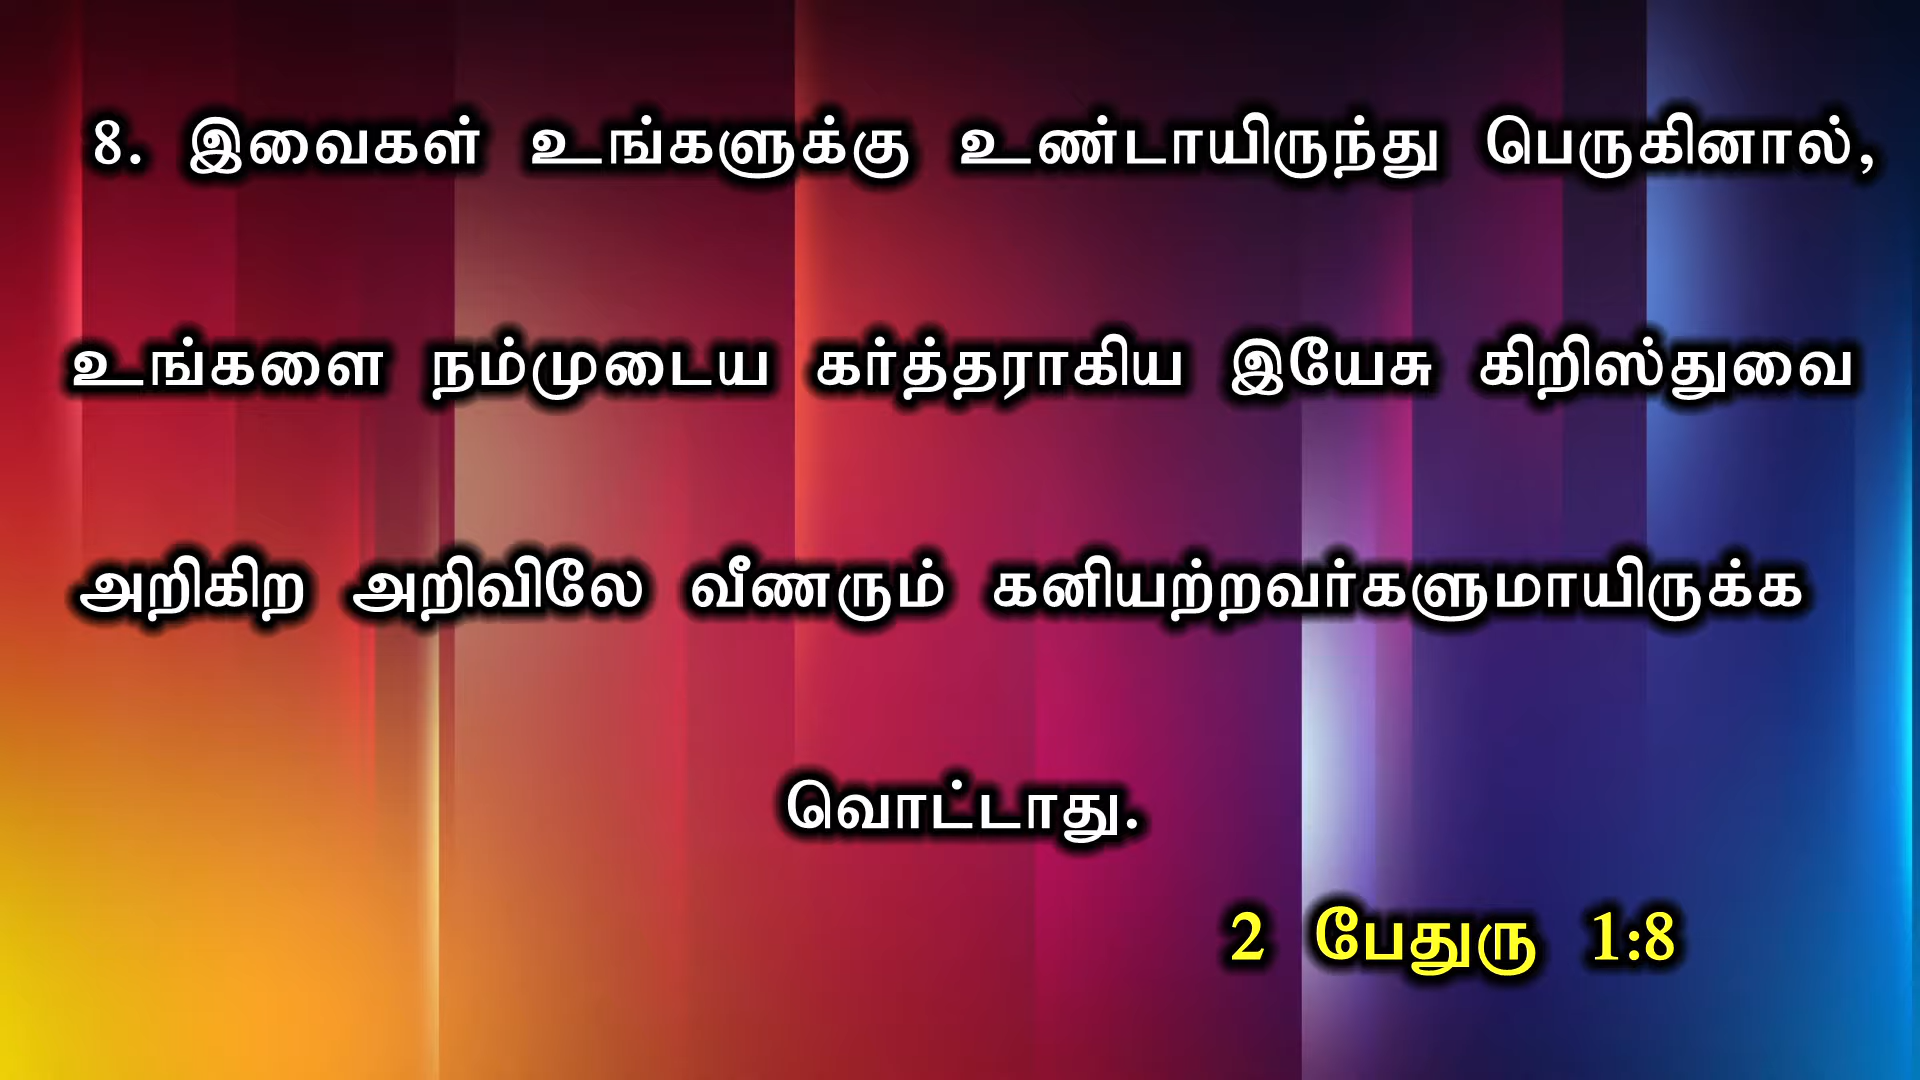 8. இவைகள் உங்களுக்கு உண்டாயிருந்து பெருகினால்,
உங்களை நம்முடைய கர்த்தராகிய இயேசு கிறிஸ்துவை
அறிகிற அறிவிலே வீணரும் கனியற்றவர்களுமாயிருக்க
வொட்டாது.
2 பேதுரு 1:8